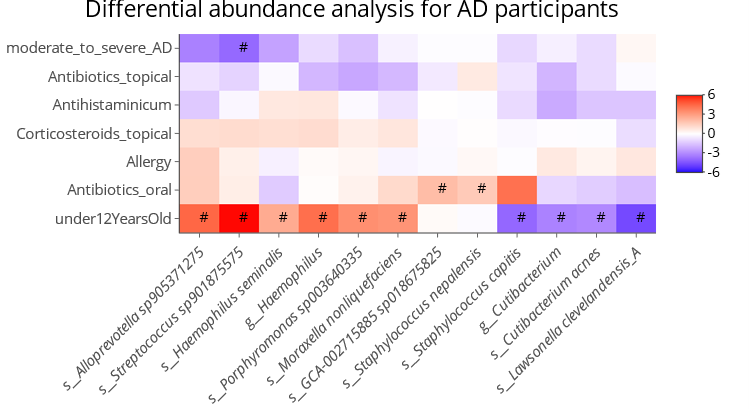 Differential abundance analysis for AD participants
moderate_to_severe_AD #
Antibiotics_topical
Antihistaminicum
Corticosteroids_topical
Allergy
Antibiotics_oral # #
under12YearsOld # # # # # # # # # #
6
3
0
-3
-6
s__Alloprevotella sp905371275
s__Streptococcus sp901875575
s__Haemophilus seminalis
g__Haemophilus
s__Porphyromonas sp003640335
s__Moraxella nonliquefaciens
s__GCA-002715885 sp018675825
s__Staphylococcus nepalensis
s__Staphylococcus capitis
g__Cutibacterium
s__Cutibacterium acnes
s__Lawsonella clevelandensis_A